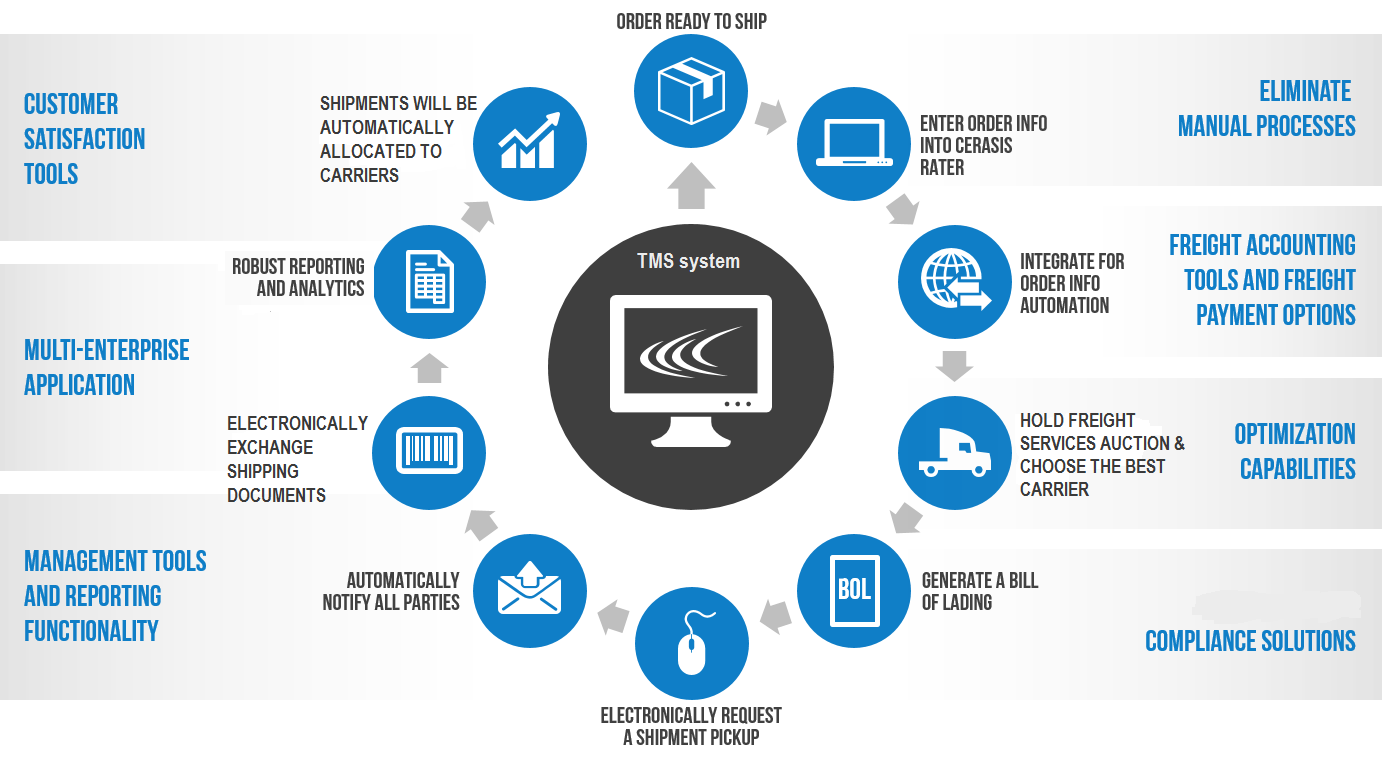 ORDER READY TO SHIP
ENTER ORDER INFO
INTO CERASIS
RATER
INTEGRATE FOR
ORDER INFO
AUTOMATION
HOLD FREIGHT
SERVICES AUCTION &
CHOOSE THE BEST
CARRIER
BOL
GENERATE A BILL
OF LADING
ELECTRONICALLY REQUEST
A SHIPMENT PICKUP
AUTOMATICALLY
NOTIFY ALL PARTIES
ELECTRONICALLY
EXCHANGE
SHIPPING
DOCUMENTS
ROBUST REPORTING
AND ANALYTICS
SHIPMENTS WILL BE
AUTOMATICALLY
ALLOCATED TO
CARRIERS
TMS system
CUSTOMER
SATISFACTION
TOOLS
MULTI-ENTERPRISE
APPLICATION
MANAGEMENT TOOLS
AND REPORTING
FUNCTIONALITY
ELIMINATE
MANUAL PROCESSES
FREIGHT ACCOUNTING
TOOLS AND FREIGHT
PAYMENT OPTIONS
OPTIMIZATION
CAPABILITIES
COMPLIANCE SOLUTIONS